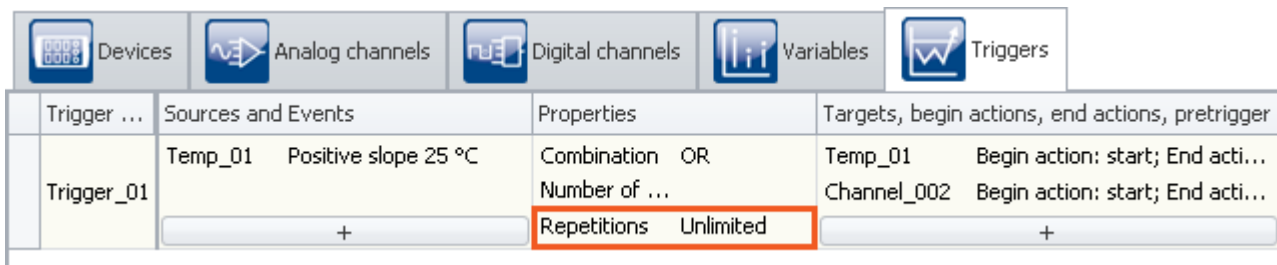 Devices Analog channels Digital channels Variables Triggers
Trigger ... Sources and Events Properties Targets, begin actions, end actions, pretrigger
Temp_01 Positive slope 25 °C Combination OR Temp_01 Begin action: start; End acti...
Trigger_01 Number of ... Channel_002 Begin action: start; End acti...
+ Repetitions Unlimited +